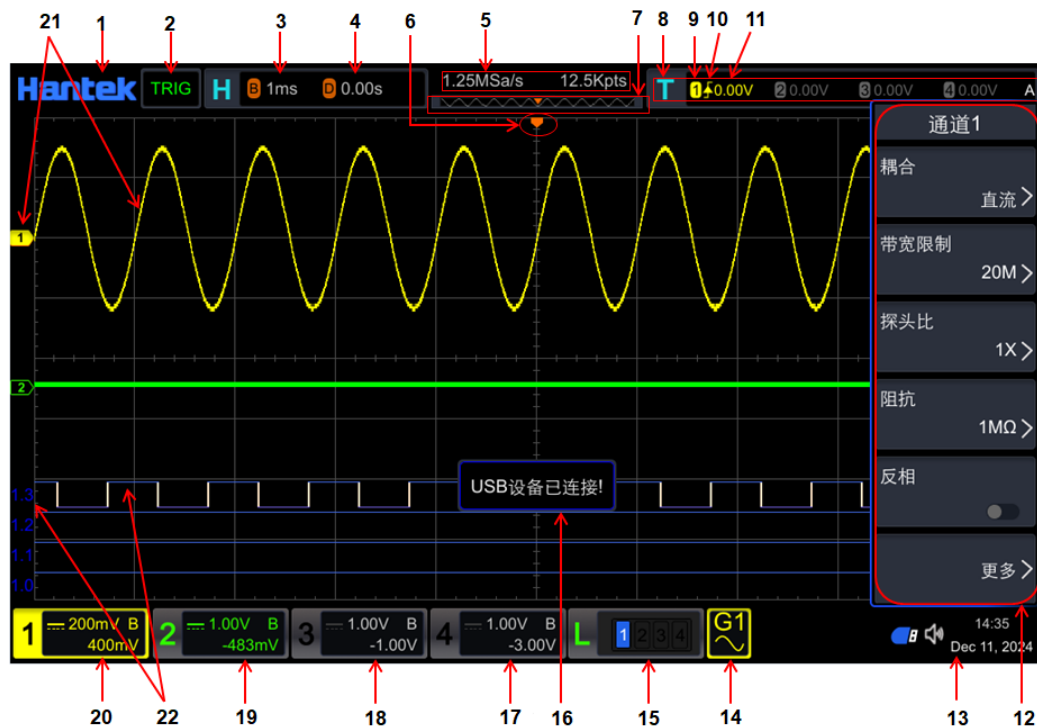 21 1 2 3 4 5 6 7 8 9 10 11
Hantek TRIG H B 1ms D 0.00s 1.25MSa/s 12.5Kpts T 1 0.00V 2 0.00V 3 0.00V 4 0.00V A
通道1
耦合
直流
1
带宽限制
20M
探头比
1X
2
阻抗
1MΩ
反相
USB设备已连接!
1.3
1.2
1.1
1.0
更多
1 200mV B 2 1.00V B 3 1.00V B 4 1.00V B L 1 2 3 4 G1 14:35
400mV -483mV -1.00V -3.00V Dec 11, 2024
20 22 19 18 17 16 15 14 13 12